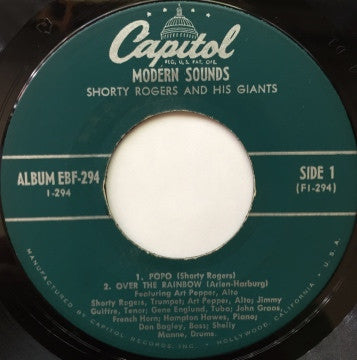 Capitol
REG. U.S. PAT. OFF.
MODERN SOUNDS
SHORTY ROGERS AND HIS GIANTS
ALBUM EBF-294
1-294
SIDE 1
(F1-294)
1. POPO (Shorty Rogers)
2. OVER THE RAINBOW (Arlen-Harburg)
Featuring Art Pepper, Alto
Shorty Rogers, Trumpet; Art Pepper, Alto; Jimmy
Guiffre, Tenor; Gene Englund, Tuba; John Graas,
French Horn; Hampton Hawes, Piano;
Don Bagley, Bass; Shelly
Manne, Drums.
MANUFACTURED BY CAPITOL RECORDS, INC. • HOLLYWOOD, CALIFORNIA • U.S.A.